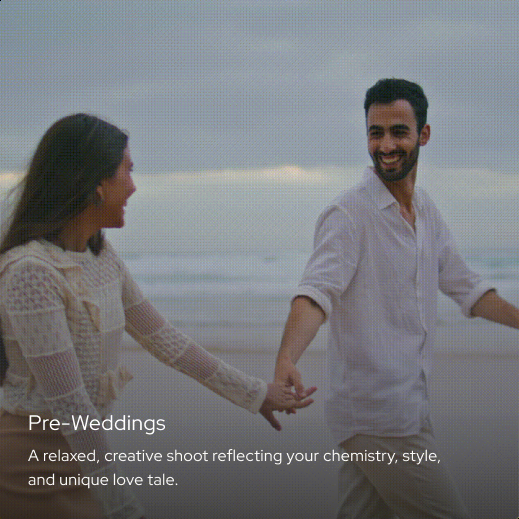 Pre-Weddings
A relaxed, creative shoot reflecting your chemistry, style,
and unique love tale.